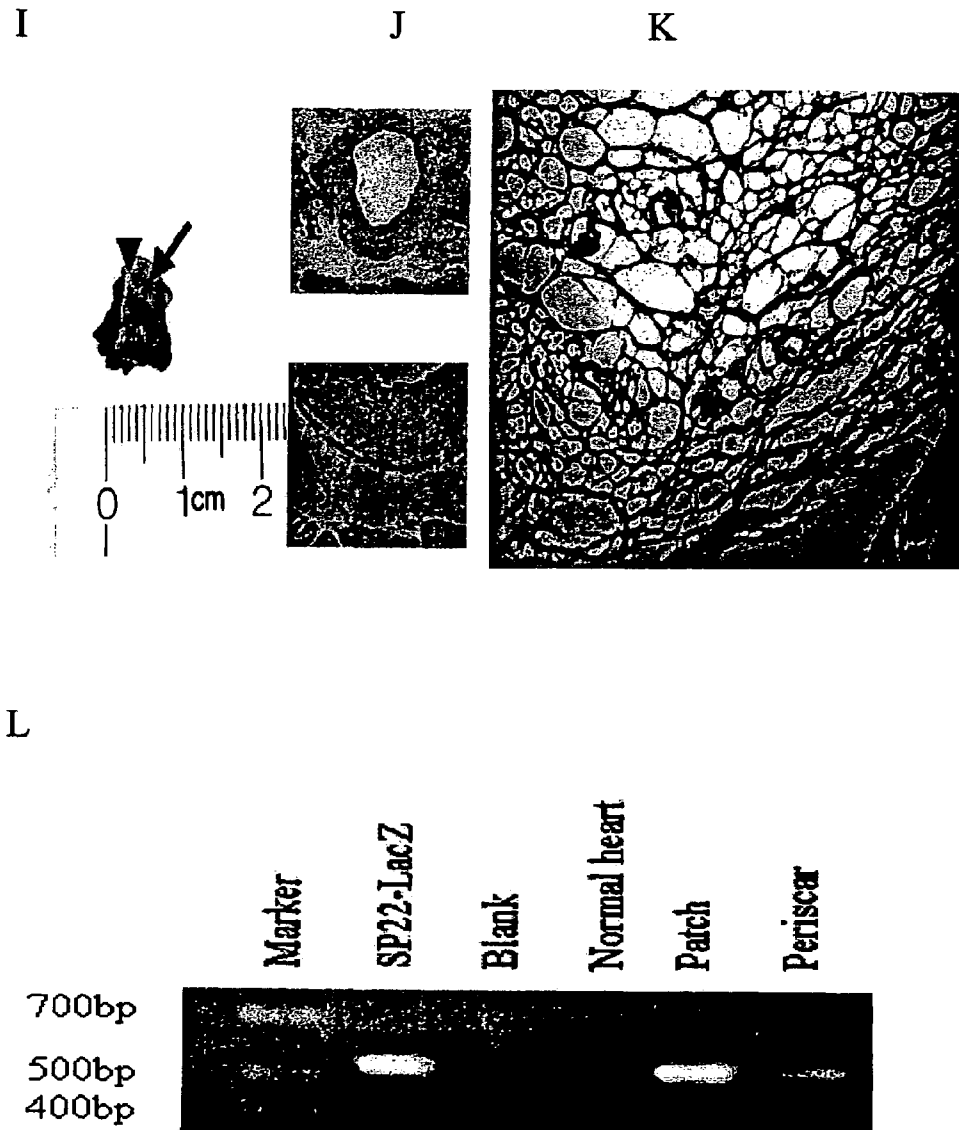 I J K
0 1cm 2
L
Marker
SP22-LacZ
Blank
Normal heart
Patch
Periscar
700bp
500bp
400bp